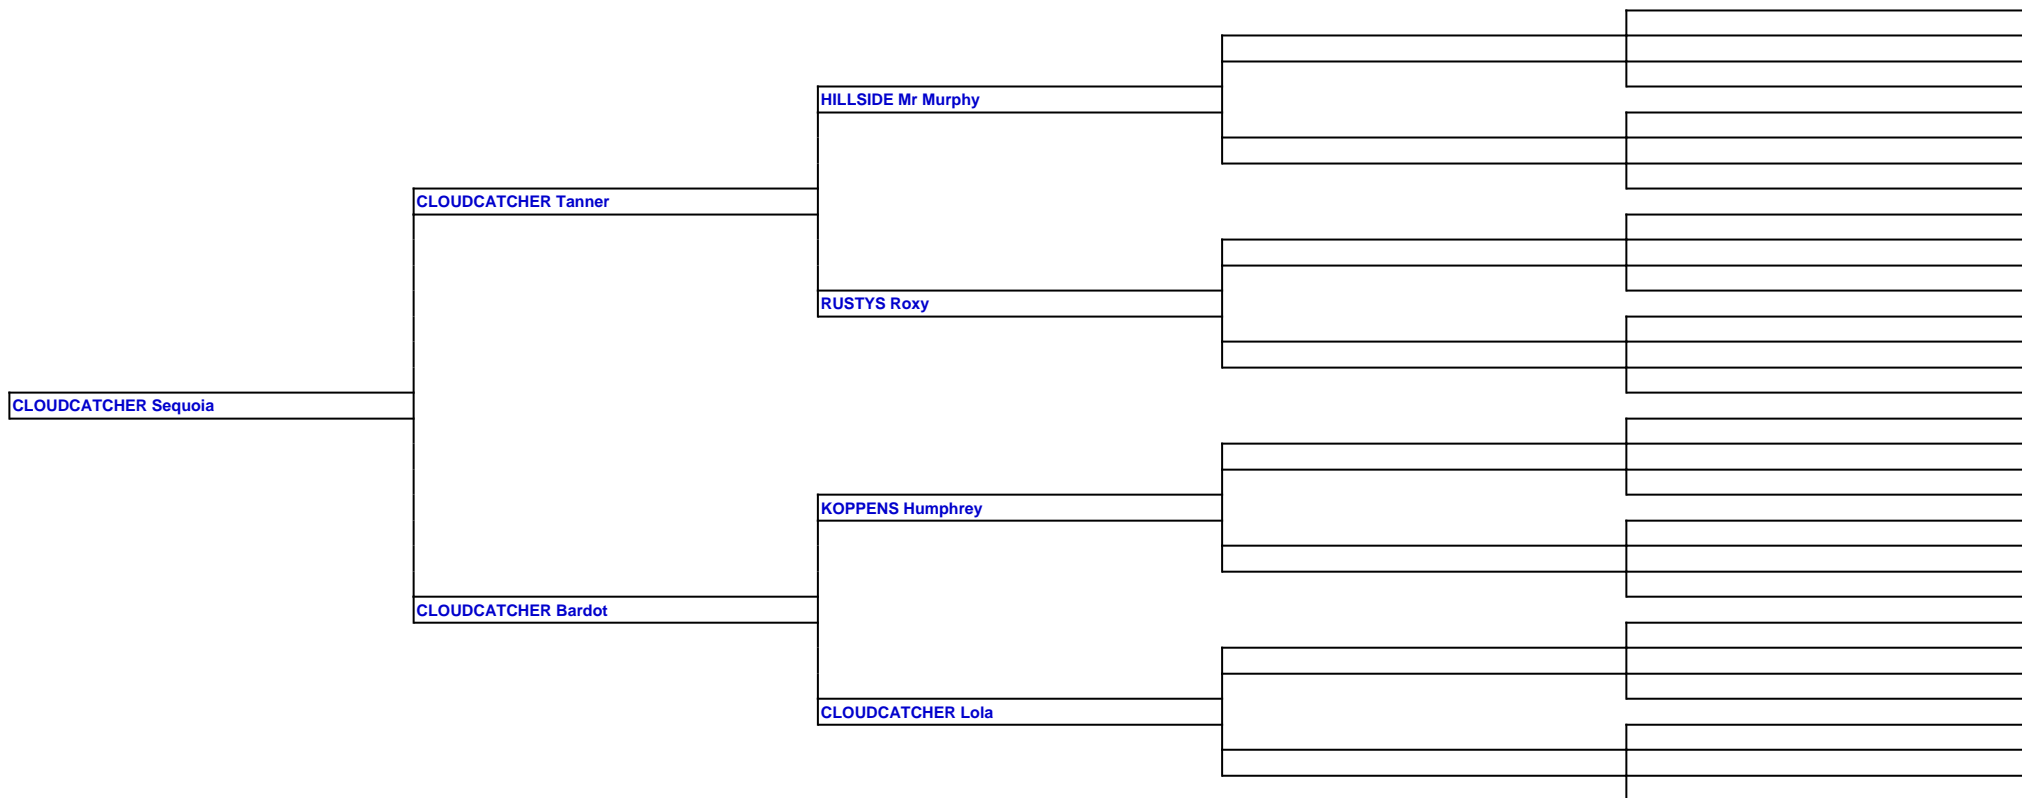 HILLSIDE Mr Murphy
CLOUDCATCHER Tanner
RUSTYS Roxy
CLOUDCATCHER Sequoia
KOPPENS Humphrey
CLOUDCATCHER Bardot
CLOUDCATCHER Lola